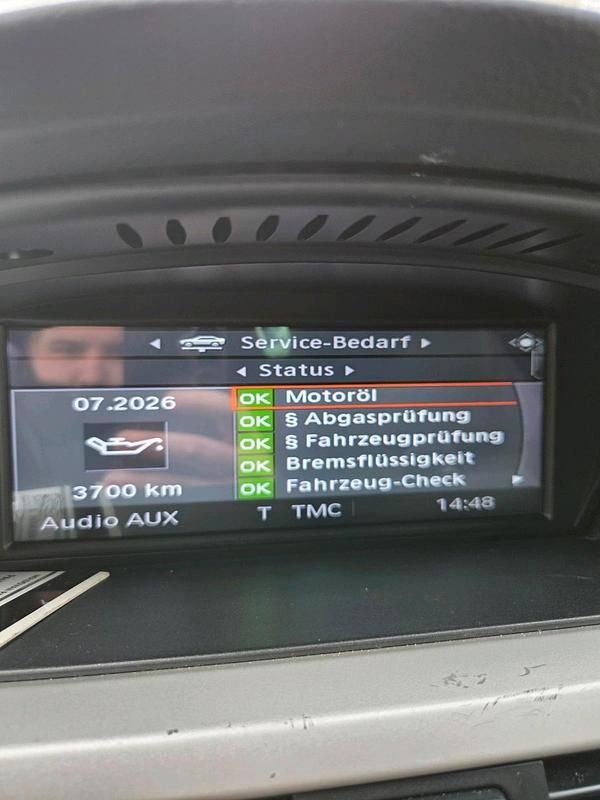 Service-Bedarf
Status
07.2026
3700 km
OK Motoröl
OK § Abgasprüfung
OK § Fahrzeugprüfung
OK Bremsflüssigkeit
OK Fahrzeug-Check
Audio AUX T TMC 14:48